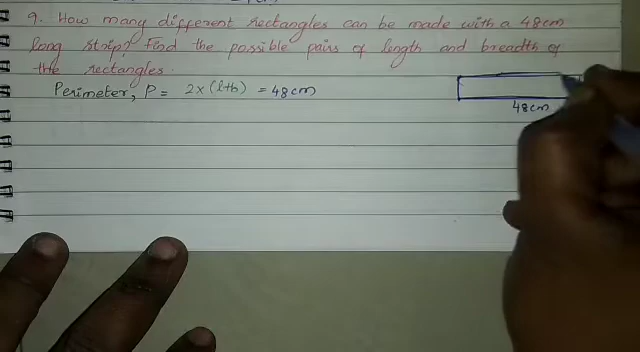 9. How many different rectangles can be made with a 48cm
long strip? Find the possible pairs of length and breadth of
the rectangles.
Perimeter, P = 2x(l+b) = 48cm
48cm